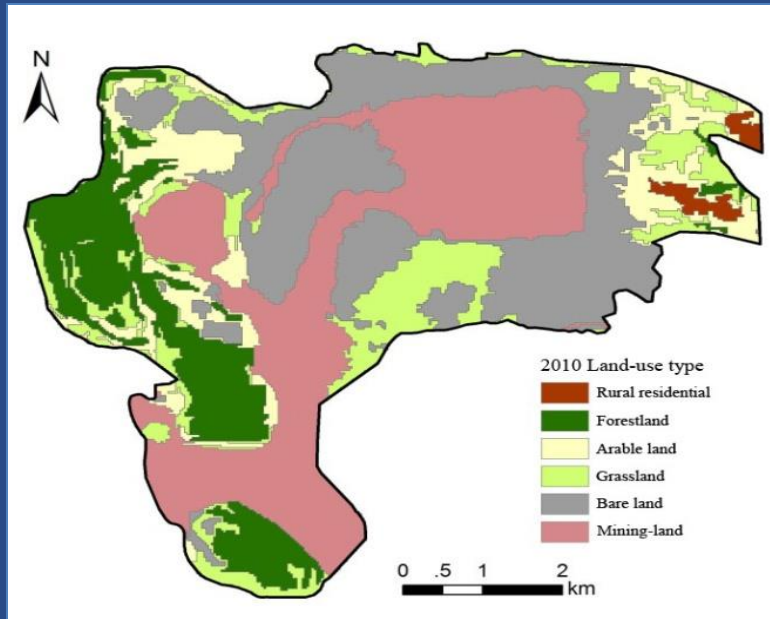 N
2010 Land-use type
Rural residential
Forestland
Arable land
Grassland
Bare land
Mining-land
0 .5 1 2
km